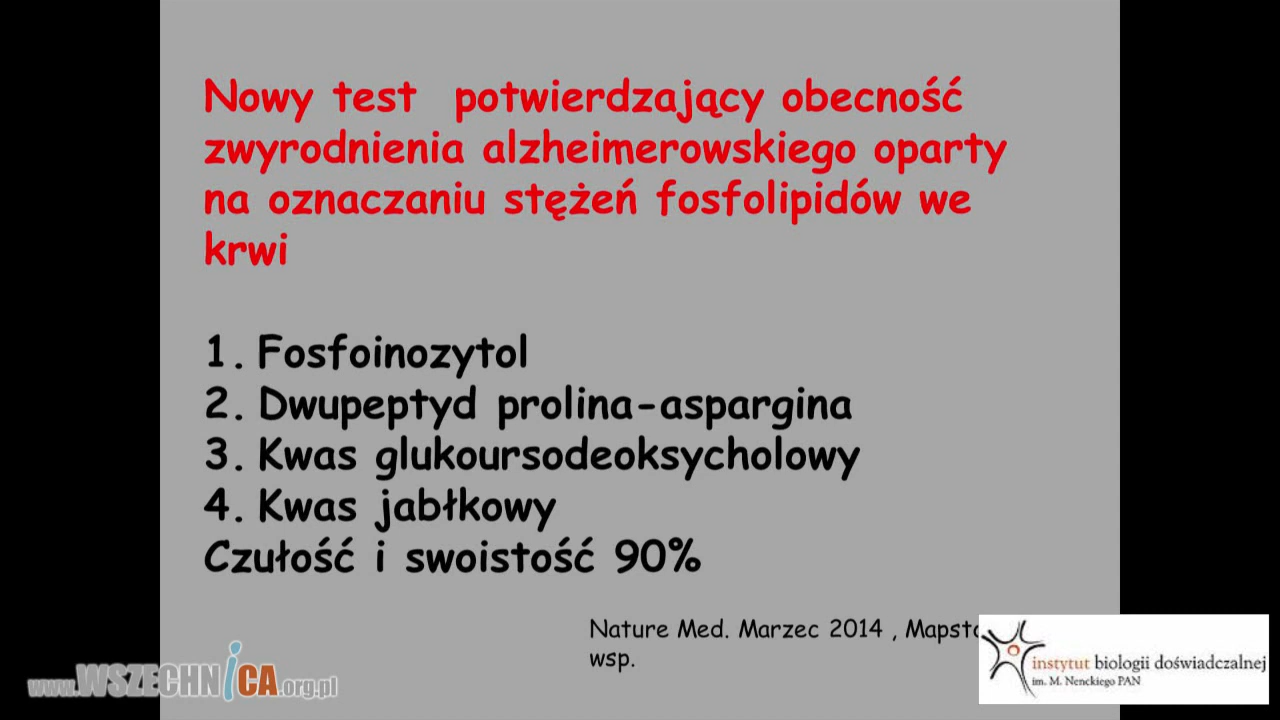 Nowy test potwierdzający obecność
zwyrodnienia alzheimerowskiego oparty
na oznaczaniu stężeń fosfolipidów we
krwi
1. Fosfoinozytol
2. Dwupeptyd prolina-aspargina
3. Kwas glukoursodeoksycholowy
4. Kwas jabłkowy
Czułość i swoistość 90%
Nature Med. Marzec 2014 ,
wsp.
instytut biologii doświadczalnej
im. M. Nenckiego PAN
www.WSZECHNICA.org.pl